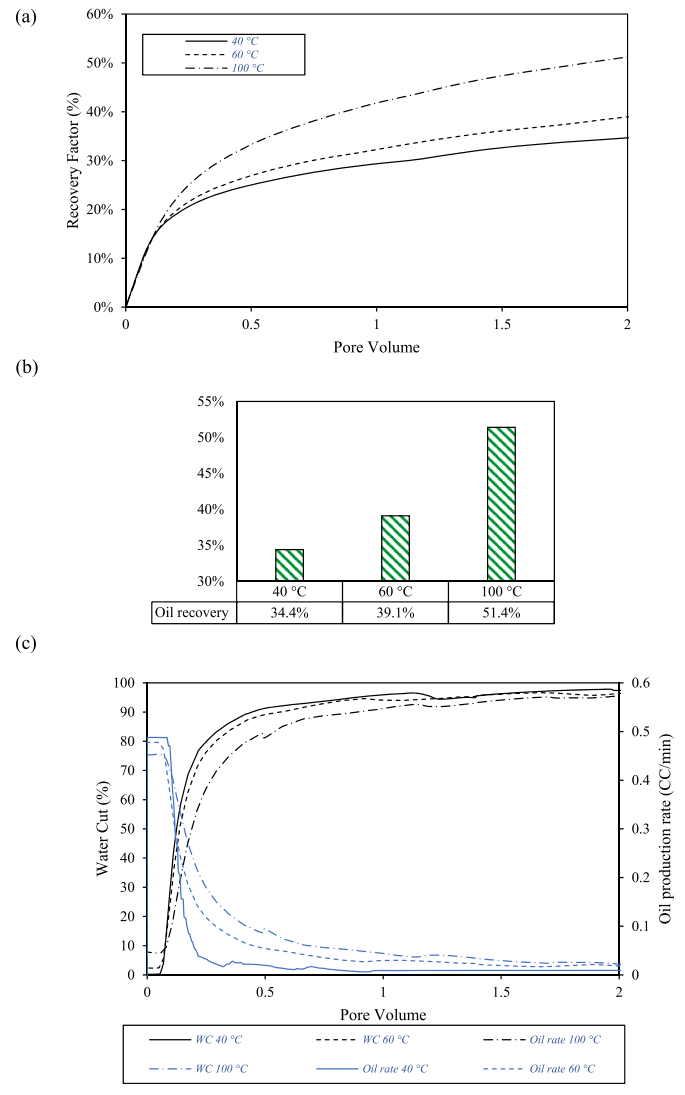 (a)
60%
50%
40%
30%
20%
10%
0%
Recovery Factor (%)
40 °C
60 °C
100 °C
0 0.5 1 1.5 2
Pore Volume
(b)
55%
50%
45%
40%
35%
30%
40 °C 60 °C 100 °C
Oil recovery 34.4% 39.1% 51.4%
(c)
100
90
80
70
60
50
40
30
20
10
0
Water Cut (%)
0.6
0.5
0.4
0.3
0.2
0.1
0
Oil production rate (CC/min)
0 0.5 1 1.5 2
Pore Volume
WC 40 °C WC 60 °C Oil rate 100 °C
WC 100 °C Oil rate 40 °C Oil rate 60 °C